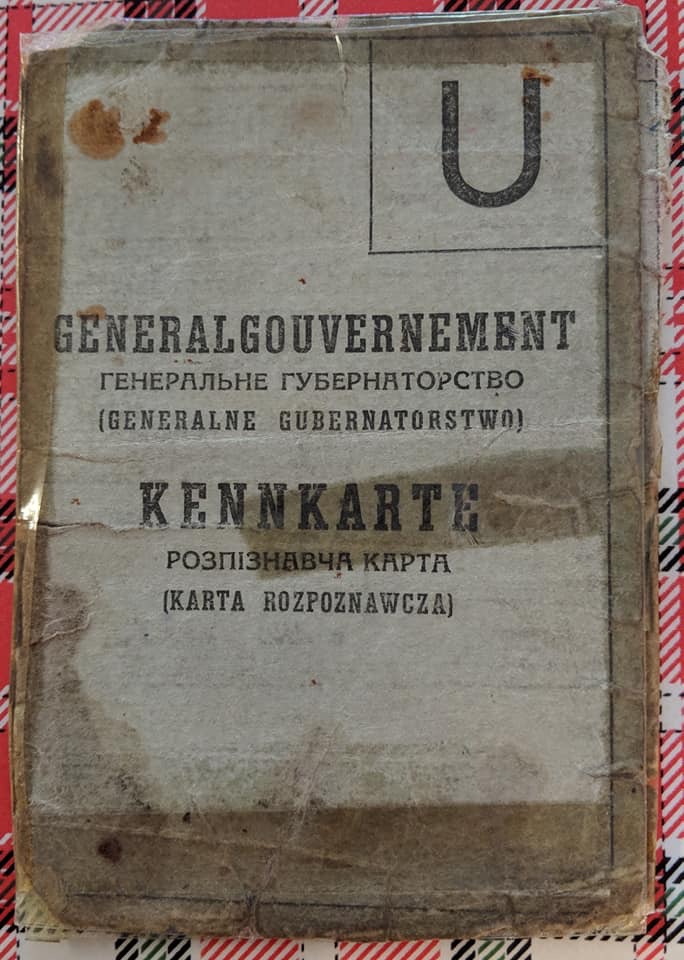 U
GENERALGOUVERNEMENT
ГЕНЕРАЛЬНЕ ГУБЕРНАТОРСТВО
(GENERALNE GUBERNATORSTWO)
KENNKARTE
РОЗПІЗНАВЧА КАРТА
(KARTA ROZPOZNAWCZA)